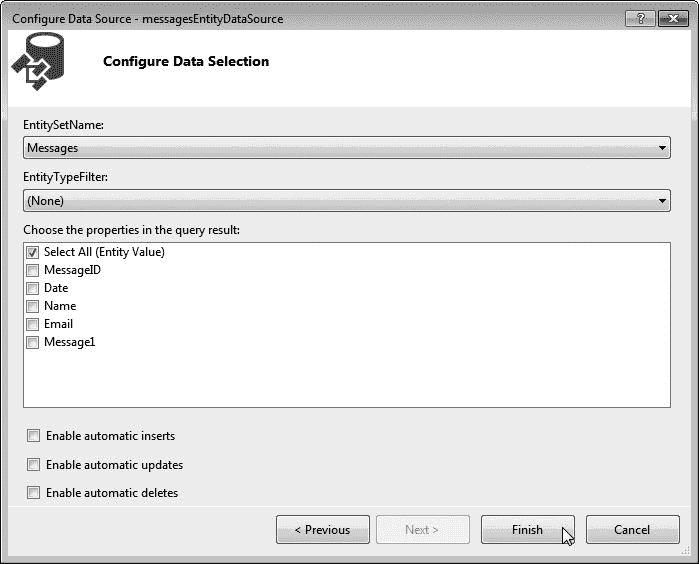 Configure Data Source - messagesEntityDataSource
Configure Data Selection
EntitySetName:
Messages
EntityTypeFilter:
(None)
Choose the properties in the query result:
Select All (Entity Value)
MessageID
Date
Name
Email
Message1
Enable automatic inserts
Enable automatic updates
Enable automatic deletes
< Previous Next > Finish Cancel